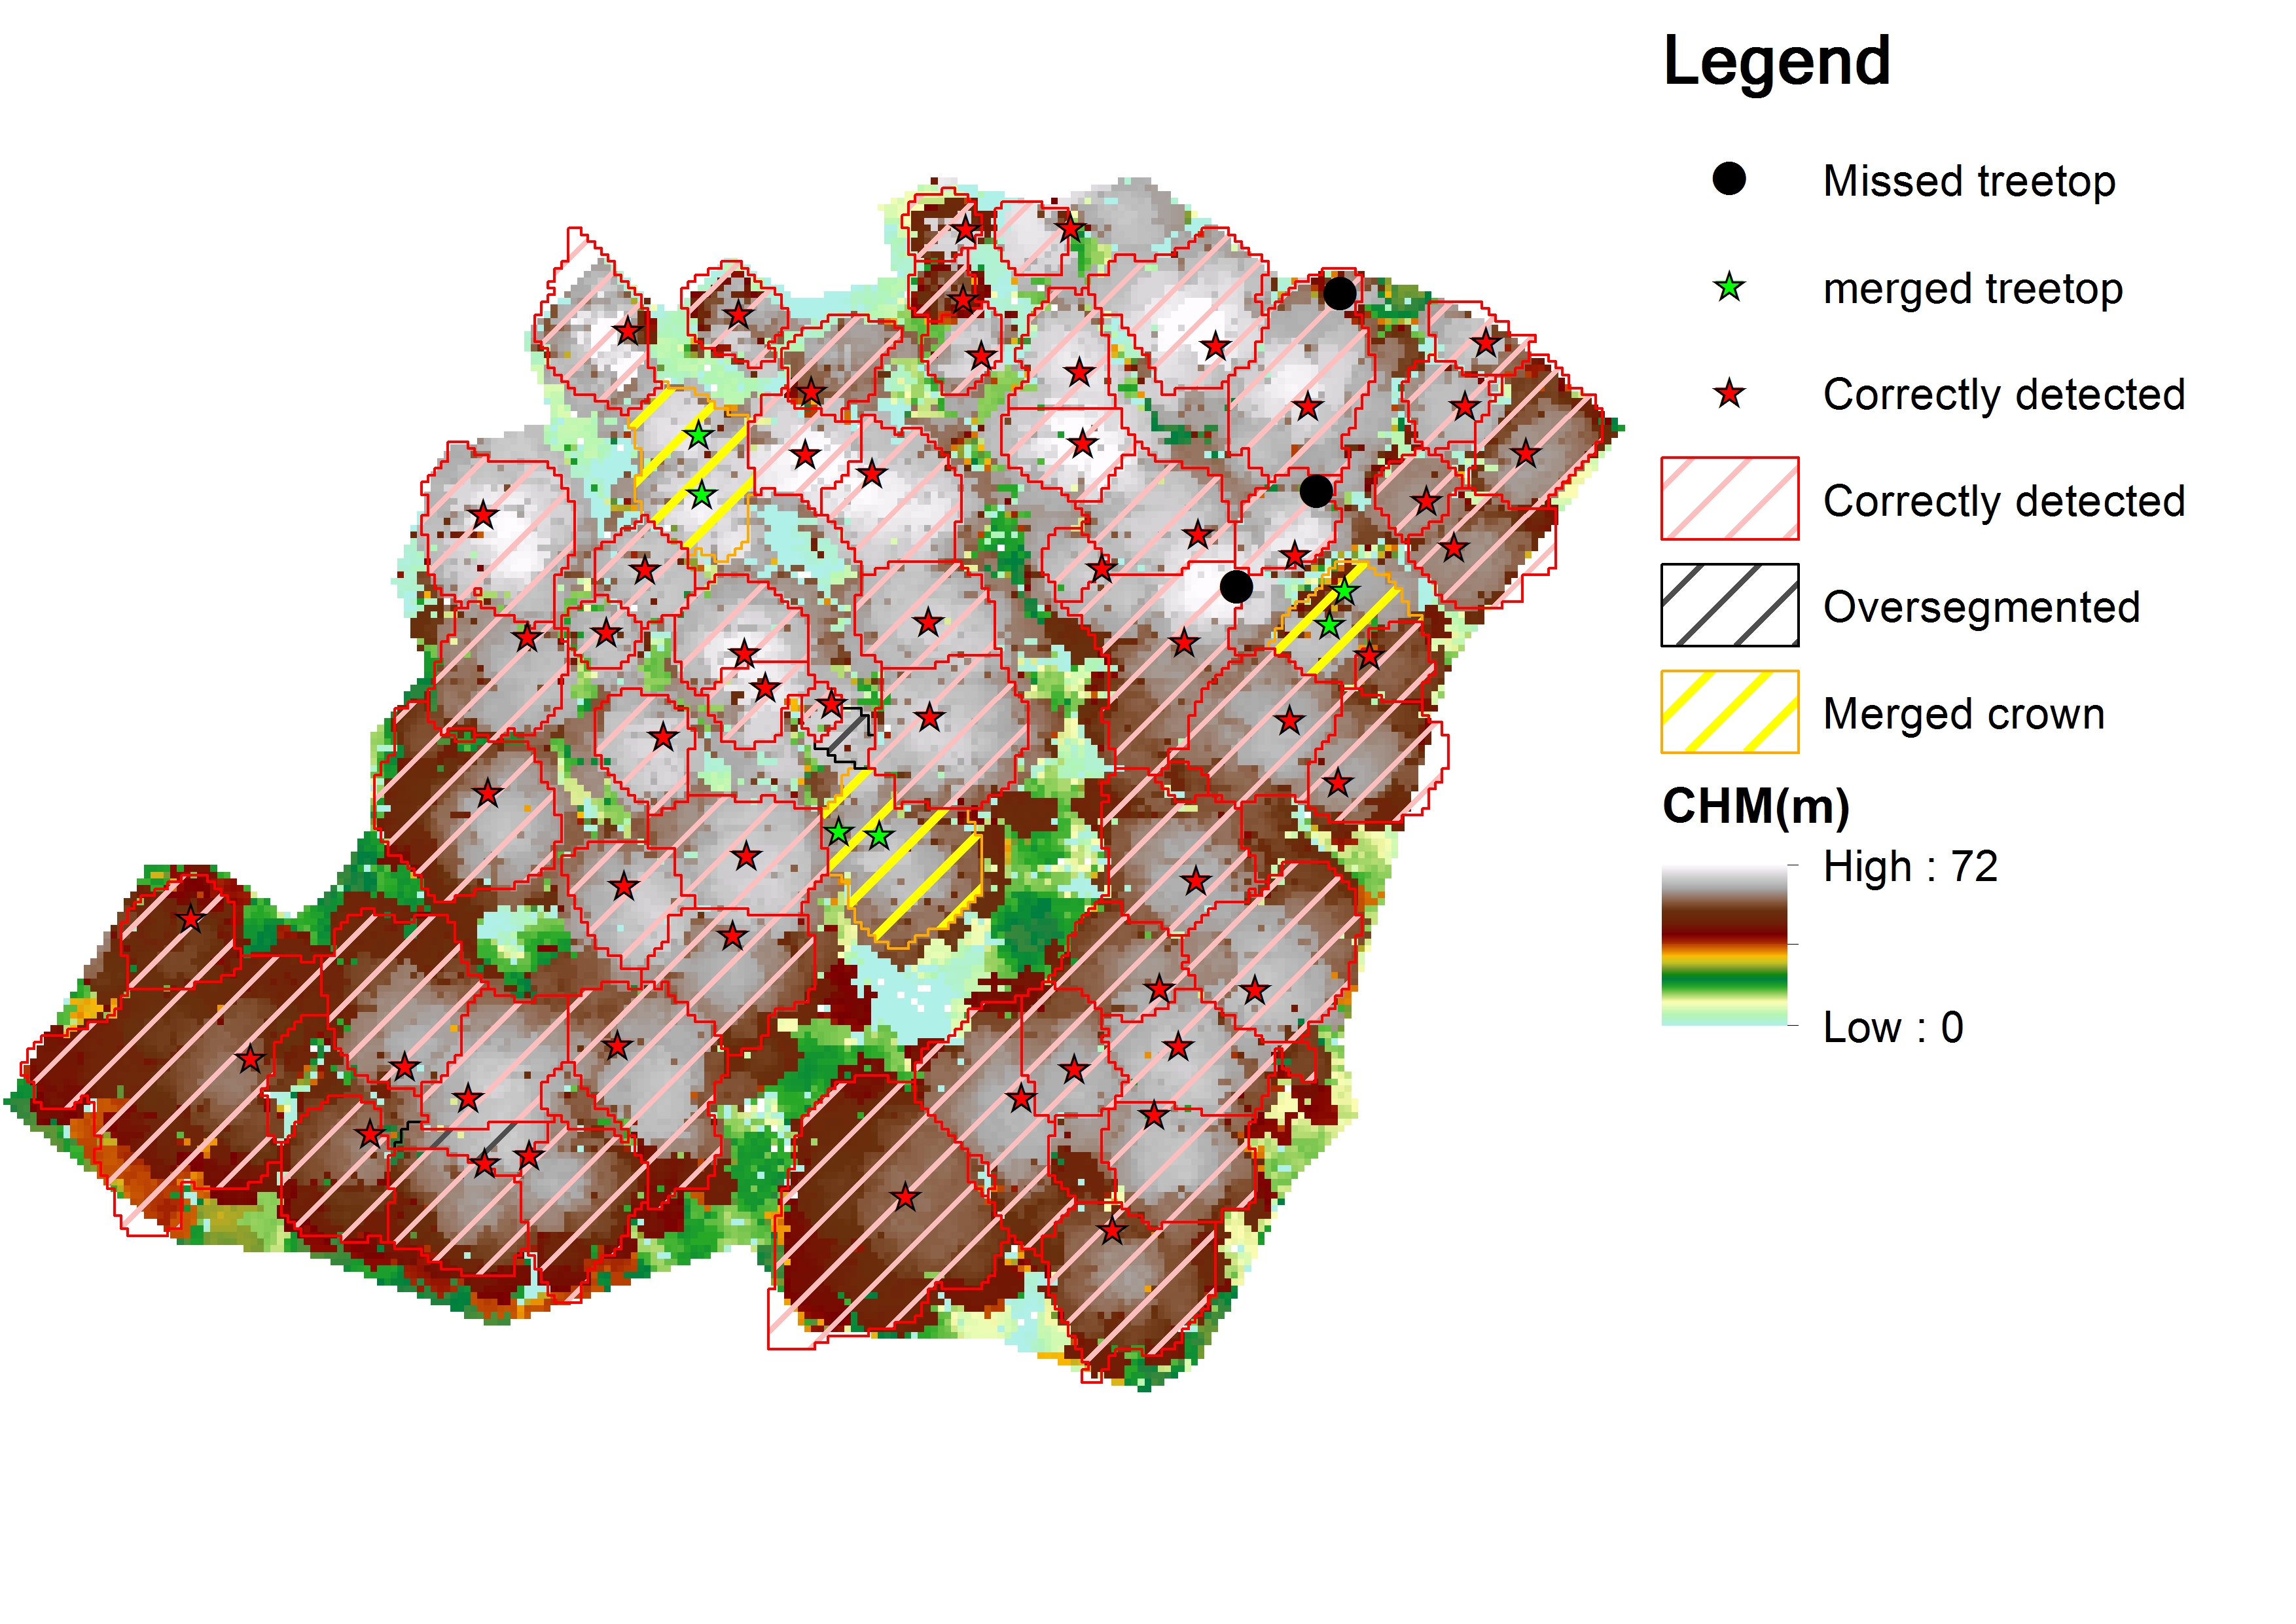 Legend
Missed treetop
merged treetop
Correctly detected
Correctly detected
Oversegmented
Merged crown
CHM(m)
High : 72
Low : 0